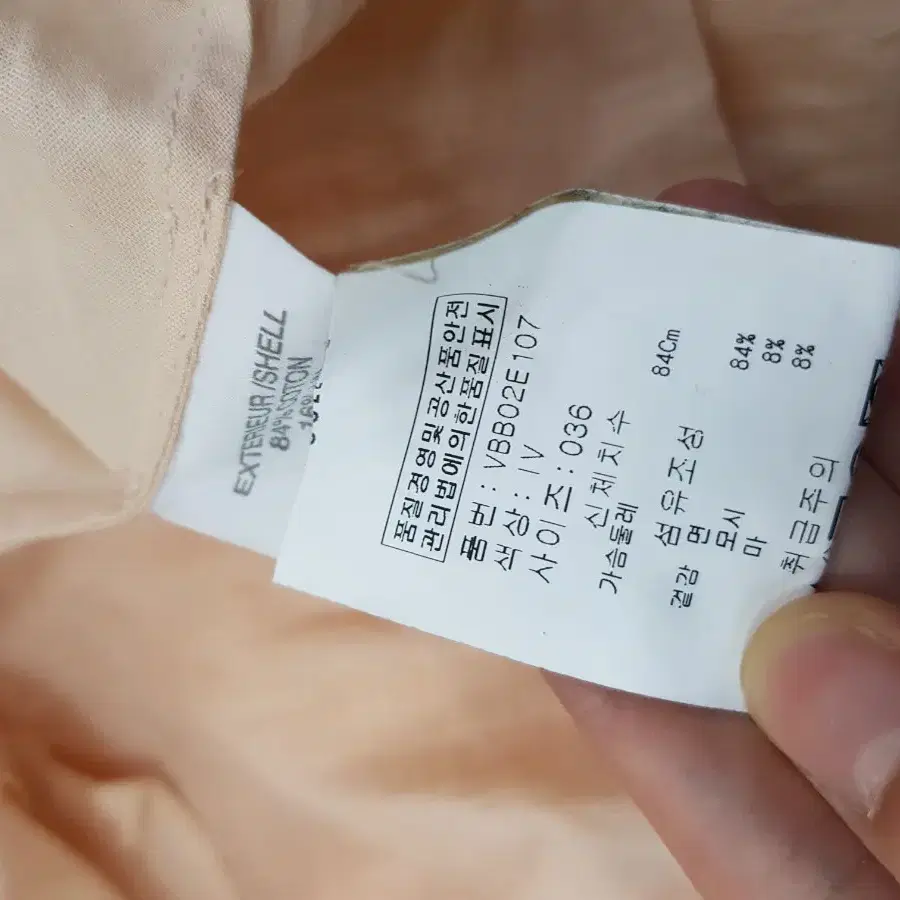 EXTERIEUR/SHELL
84% COTON
품질경영및공산품안전
관리법에의한품질표시
품번:VBB02E107
색상:IV
사이즈:036
신체치수
가슴둘레 84Cm
섬유조성
겉감 면 84%
모시 8%
마 8%
취급주의